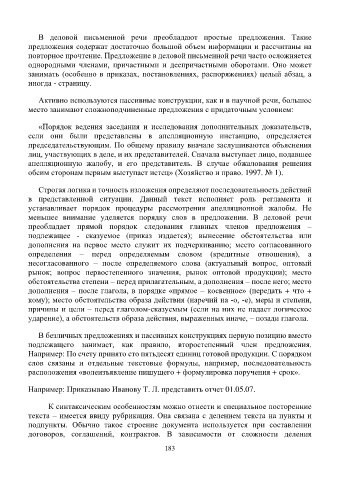 В деловой письменной речи преобладают простые предложения. Такие
предложения содержат достаточно большой объем информации и рассчитаны на
повторное прочтение. Предложение в деловой письменной речи часто осложняется
однородными членами, причастными и деепричастными оборотами. Оно может
занимать (особенно в приказах, постановлениях, распоряжениях) целый абзац, а
иногда - страницу.
Активно используются пассивные конструкции, как и в научной речи, большое
место занимают сложноподчиненные предложения с придаточным условием:
«Порядок ведения заседания и исследования дополнительных доказательств,
если они были представлены в апелляционную инстанцию, определяется
председательствующим. По общему правилу вначале заслушиваются объяснения
лиц, участвующих в деле, и их представителей. Сначала выступает лицо, подавшее
апелляционную жалобу, и его представитель. В случае обжалования решения
обеим сторонам первым выступает истец» (Хозяйство и право. 1997. № 1).
Строгая логика и точность изложения определяют последовательность действий
в представленной ситуации. Данный текст исполняет роль регламента и
устанавливает порядок процедуры рассмотрении апелляционной жалобы. Не
меньшее внимание уделяется порядку слов в предложении. В деловой речи
преобладает прямой порядок следования главных членов предложения –
подлежащее - сказуемое (приказ издается); вынесение обстоятельства или
дополнения на первое место служит их подчеркиванию; место согласованного
определения – перед определяемым словом (кредитные отношения), а
несогласованного – после определяемого слова (актуальный вопрос, оптовый
рынок; вопрос первостепенного значения, рынок оптовой продукции); место
обстоятельства степени – перед прилагательным, а дополнения – после него; место
дополнения – после глагола, в порядке «прямое – косвенное» (передать + что +
кому); место обстоятельства образа действия (наречий на -о, -е), меры и степени,
причины и цели – перед глаголом-сказуемым (если на них не падает логическое
ударение), а обстоятельств образа действия, выраженных иначе, – позади глагола.
В безличных предложениях и пассивных конструкциях первую позицию вместо
подлежащего занимает, как правило, второстепенный член предложения.
Например: По счету принято сто пятьдесят единиц готовой продукции. С порядком
слов связаны и отдельные текстовые формулы, например, последовательность
расположения «волеизъявление пишущего + формулировка поручения + срок».
Например: Приказываю Иванову Т. Л. представить отчет 01.05.07.
К синтаксическим особенностям можно отнести и специальное построение
текста – имеется ввиду рубрикация. Она связана с делением текста на пункты и
подпункты. Обычно такое строение документа используется при составлении
договоров, соглашений, контрактов. В зависимости от сложности деления
183